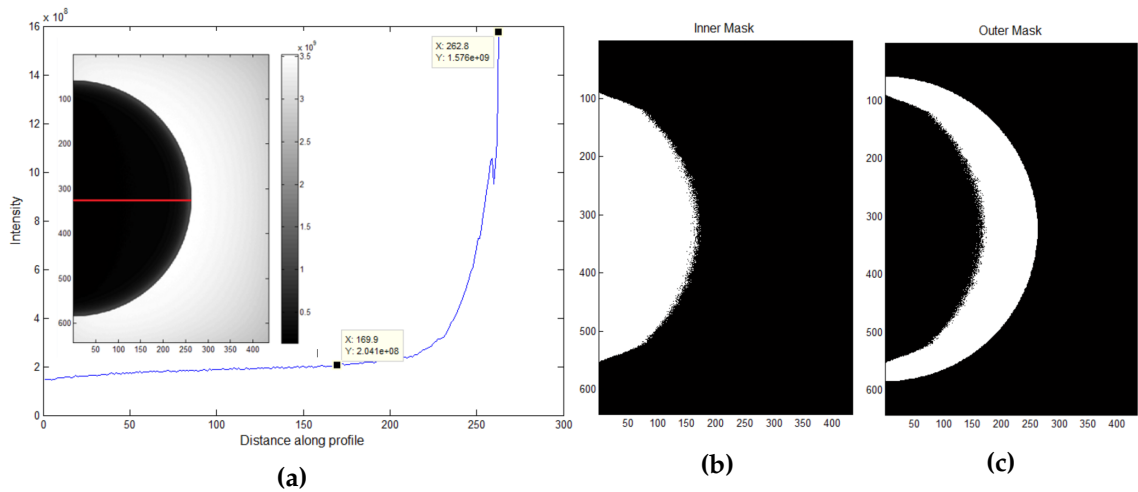 × 10⁸
16
14
12
10
8
6
4
2
0
Intensity
0 50 100 150 200 250 300
Distance along profile
X: 262.8
Y: 1.576e+09
X: 169.9
Y: 2.041e+08
100
200
300
400
500
600
50 100 150 200 250 300 350 400
x 10⁹
3.5
3
2.5
2
1.5
1
0.5
(a)
Inner Mask
100
200
300
400
500
600
50 100 150 200 250 300 350 400
(b)
Outer Mask
100
200
300
400
500
600
50 100 150 200 250 300 350 400
(c)